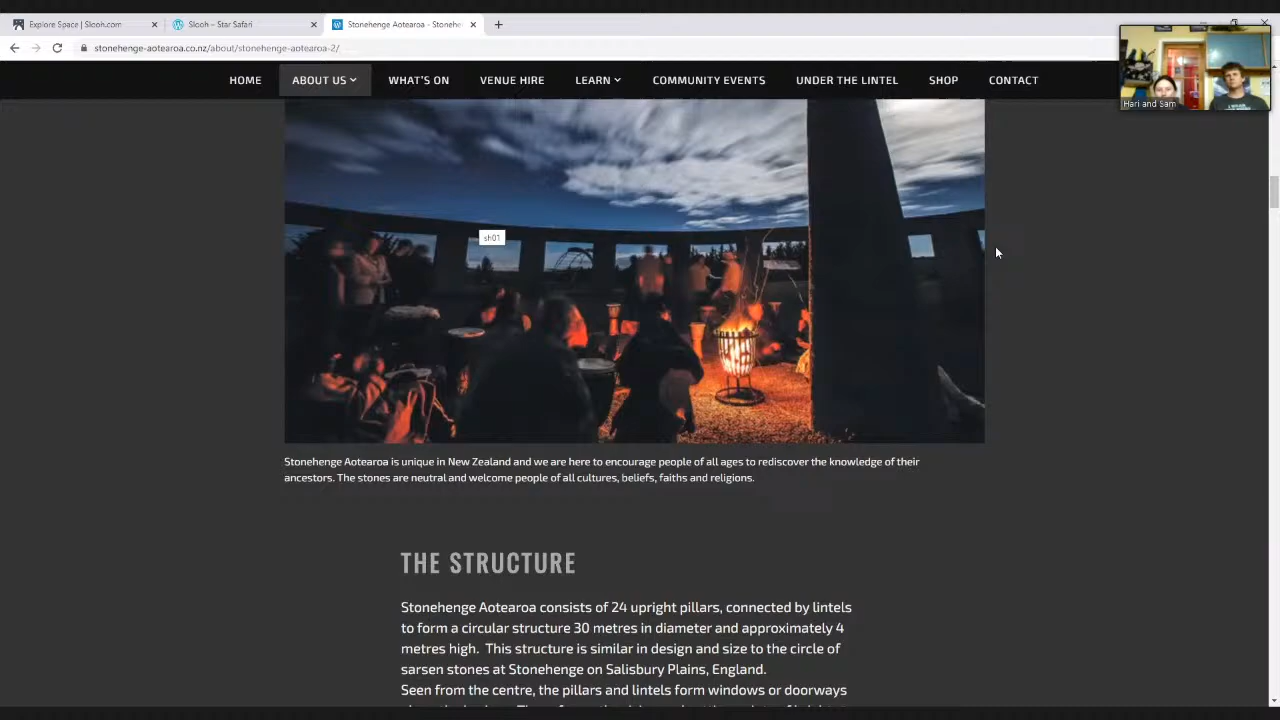 Explore Space | Slooh.com
Slooh – Star Safari
Stonehenge Aotearoa - Stonehe
stonehenge-aotearoa.co.nz/about/stonehenge-aotearoa-2/
HOME
ABOUT US
WHAT'S ON
VENUE HIRE
LEARN
COMMUNITY EVENTS
UNDER THE LINTEL
SHOP
CONTACT
Hari and Sam
sh01
Stonehenge Aotearoa is unique in New Zealand and we are here to encourage people of all ages to rediscover the knowledge of their
ancestors. The stones are neutral and welcome people of all cultures, beliefs, faiths and religions.
THE STRUCTURE
Stonehenge Aotearoa consists of 24 upright pillars, connected by lintels
to form a circular structure 30 metres in diameter and approximately 4
metres high. This structure is similar in design and size to the circle of
sarsen stones at Stonehenge on Salisbury Plains, England.
Seen from the centre, the pillars and lintels form windows or doorways